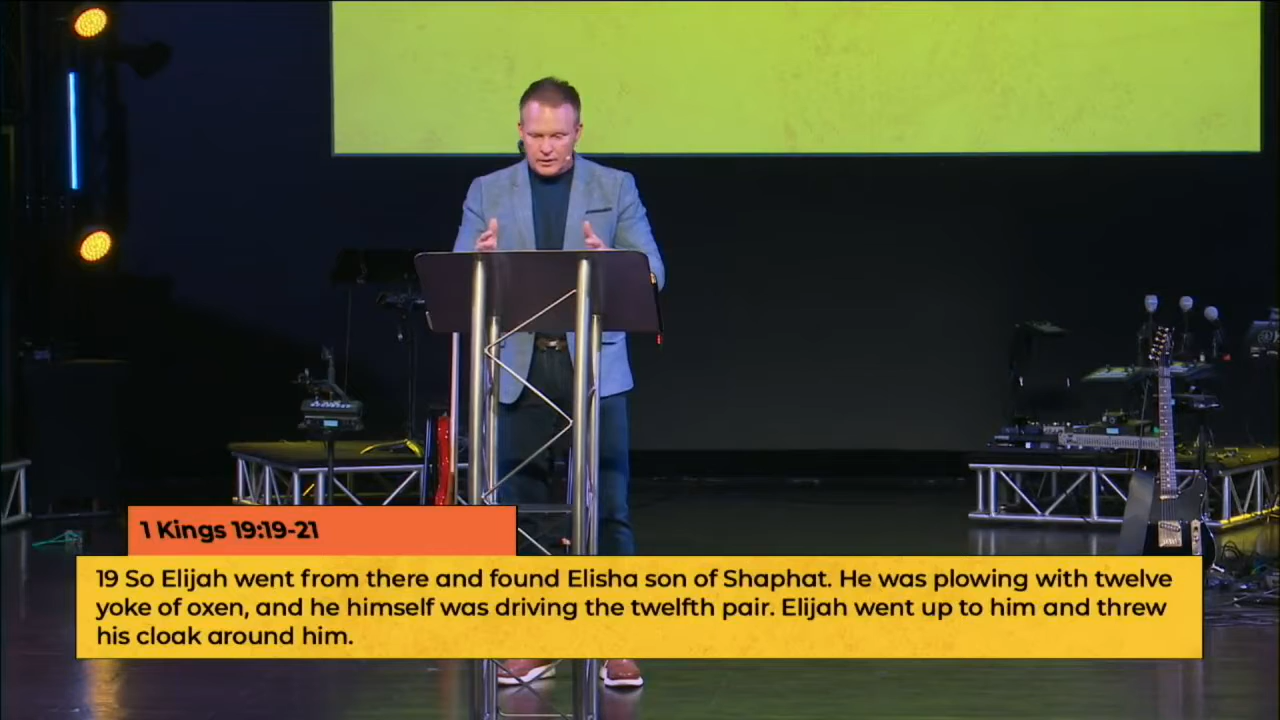 1 Kings 19:19-21
19 So Elijah went from there and found Elisha son of Shaphat. He was plowing with twelve
yoke of oxen, and he himself was driving the twelfth pair. Elijah went up to him and threw
his cloak around him.